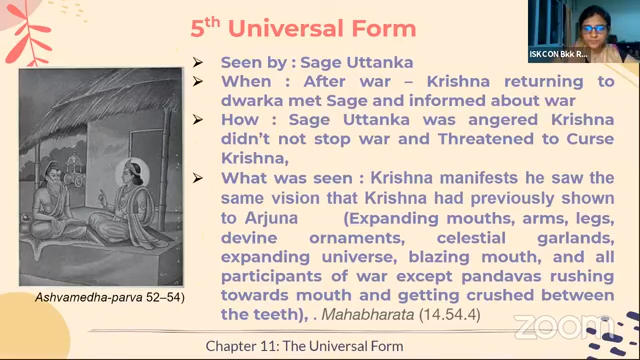 5th Universal Form
ISKCON Bkk R...
➢ Seen by : Sage Uttanka
➢ When : After war – Krishna returning to
dwarka met Sage and informed about war
➢ How : Sage Uttanka was angered Krishna
didn't not stop war and Threatened to Curse
Krishna,
➢ What was seen : Krishna manifests he saw the
same vision that Krishna had previously shown
to Arjuna (Expanding mouths, arms, legs,
devine ornaments, celestial garlands,
expanding universe, blazing mouth, and all
participants of war except pandavas rushing
towards mouth and getting crushed between
the teeth), . Mahabharata (14.54.4)
Ashvamedha-parva 52–54)
zoom
Chapter 11: The Universal Form